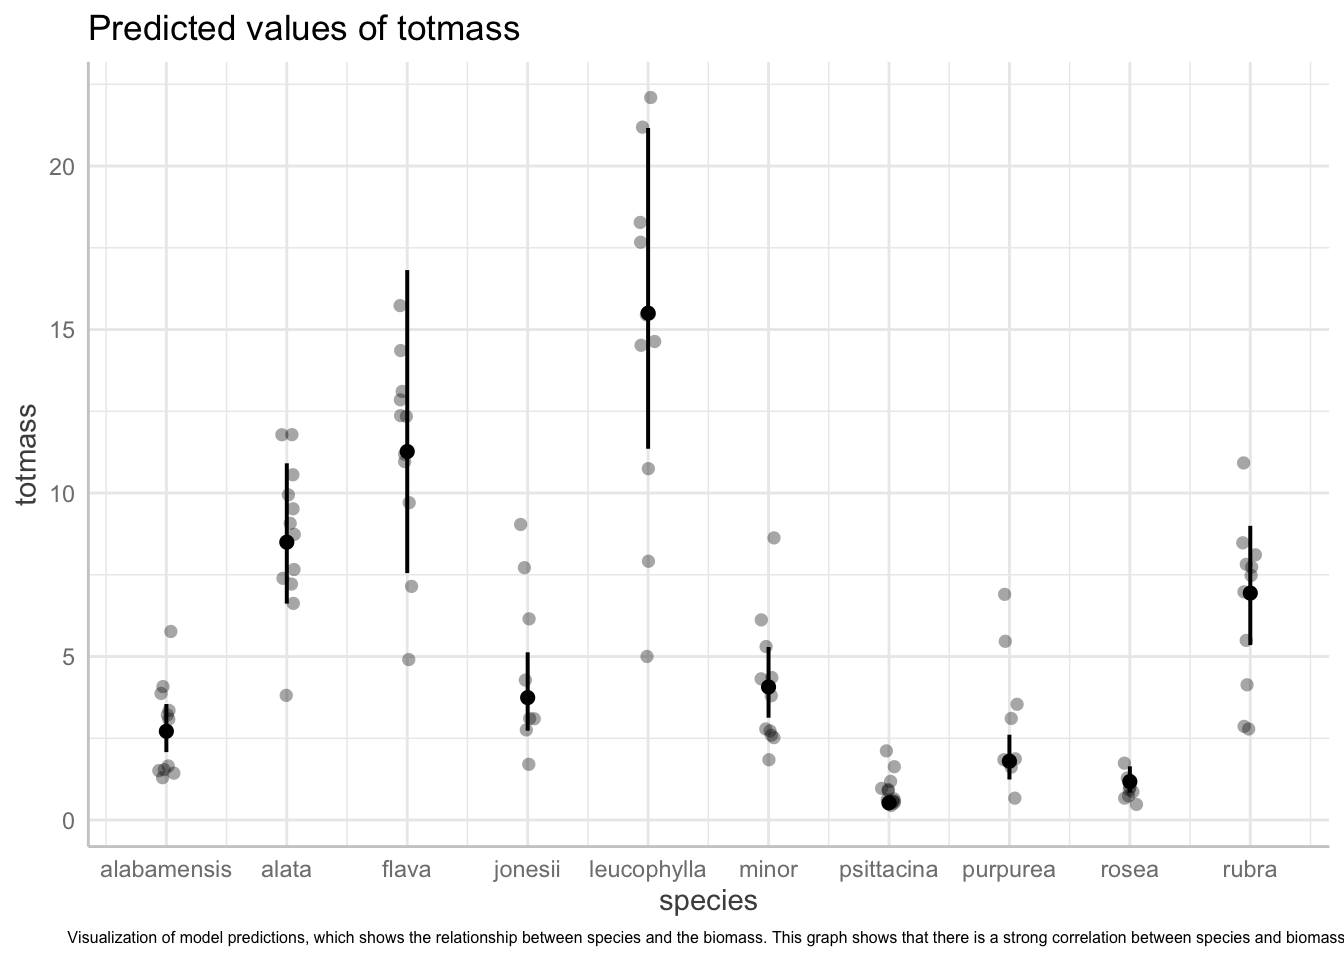 Predicted values of totmass
totmass
20
15
10
5
0
alabamensis alata flava jonesii leucophylla minor psittacina purpurea rosea rubra
species
Visualization of model predictions, which shows the relationship between species and the biomass. This graph shows that there is a strong correlation between species and biomass